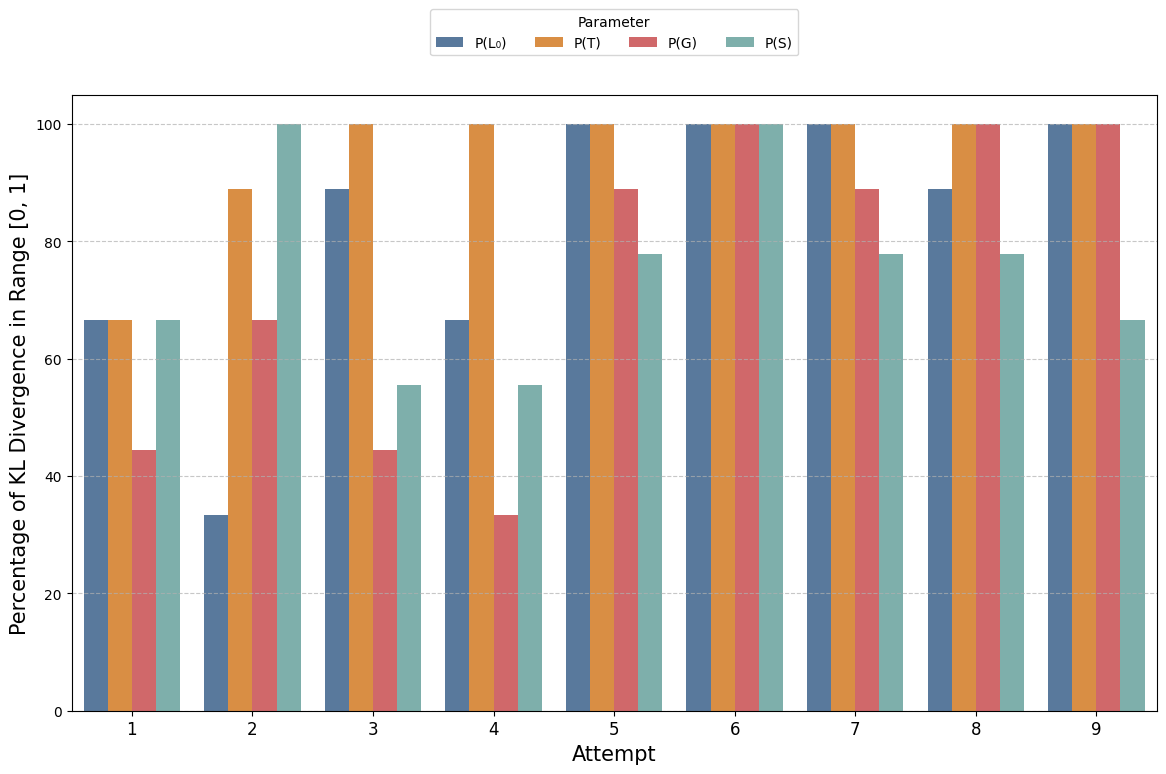 Parameter
P(L₀) P(T) P(G) P(S)
Percentage of KL Divergence in Range [0, 1]
100
80
60
40
20
0
1 2 3 4 5 6 7 8 9
Attempt